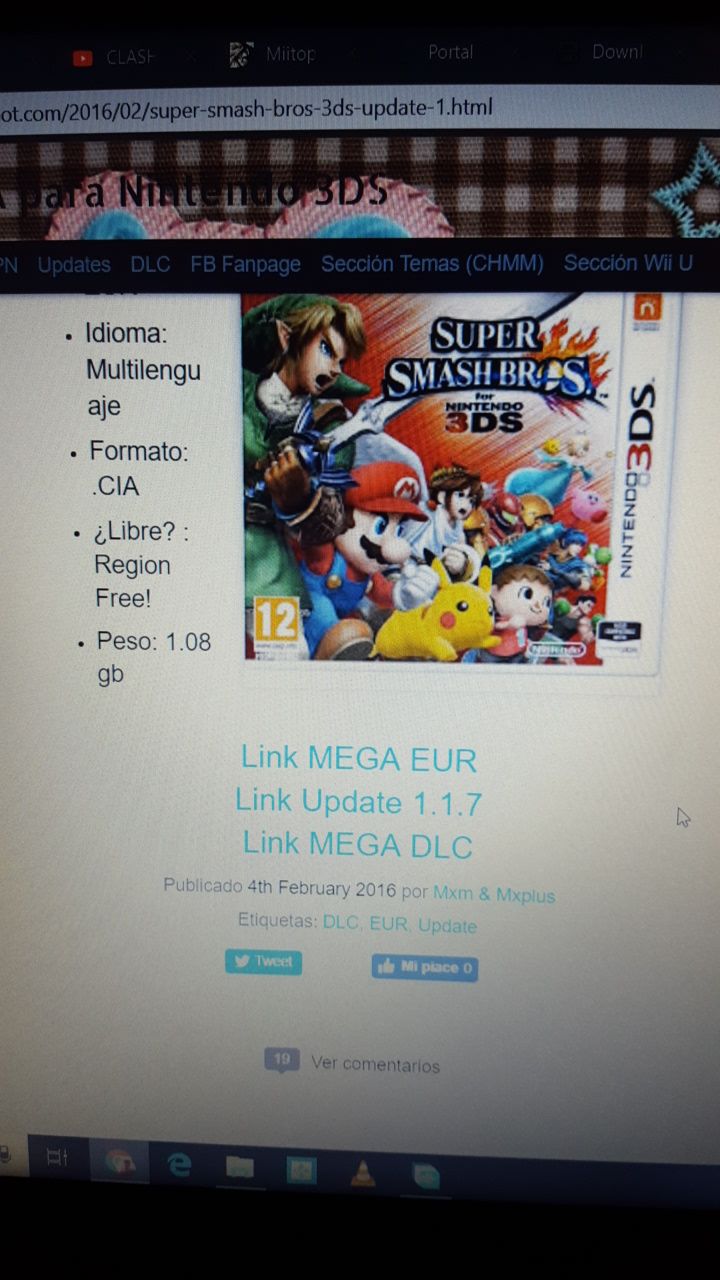 CLASH
Miitop
Portal
Downl
ot.com/2016/02/super-smash-bros-3ds-update-1.html
para Nintendo 3DS
PN Updates DLC FB Fanpage Sección Temas (CHMM) Sección Wii U
• Idioma:
Multilengu
aje
• Formato:
.CIA
• ¿Libre? :
Region
Free!
• Peso: 1.08
gb
SUPER
SMASH BROS.
for
NINTENDO
3DS
NINTENDO 3DS
12
Nintendo
Link MEGA EUR
Link Update 1.1.7
Link MEGA DLC
Publicado 4th February 2016 por Mxm & Mxplus
Etiquetas: DLC, EUR, Update
Tweet
Mi piace 0
19 Ver comentarios